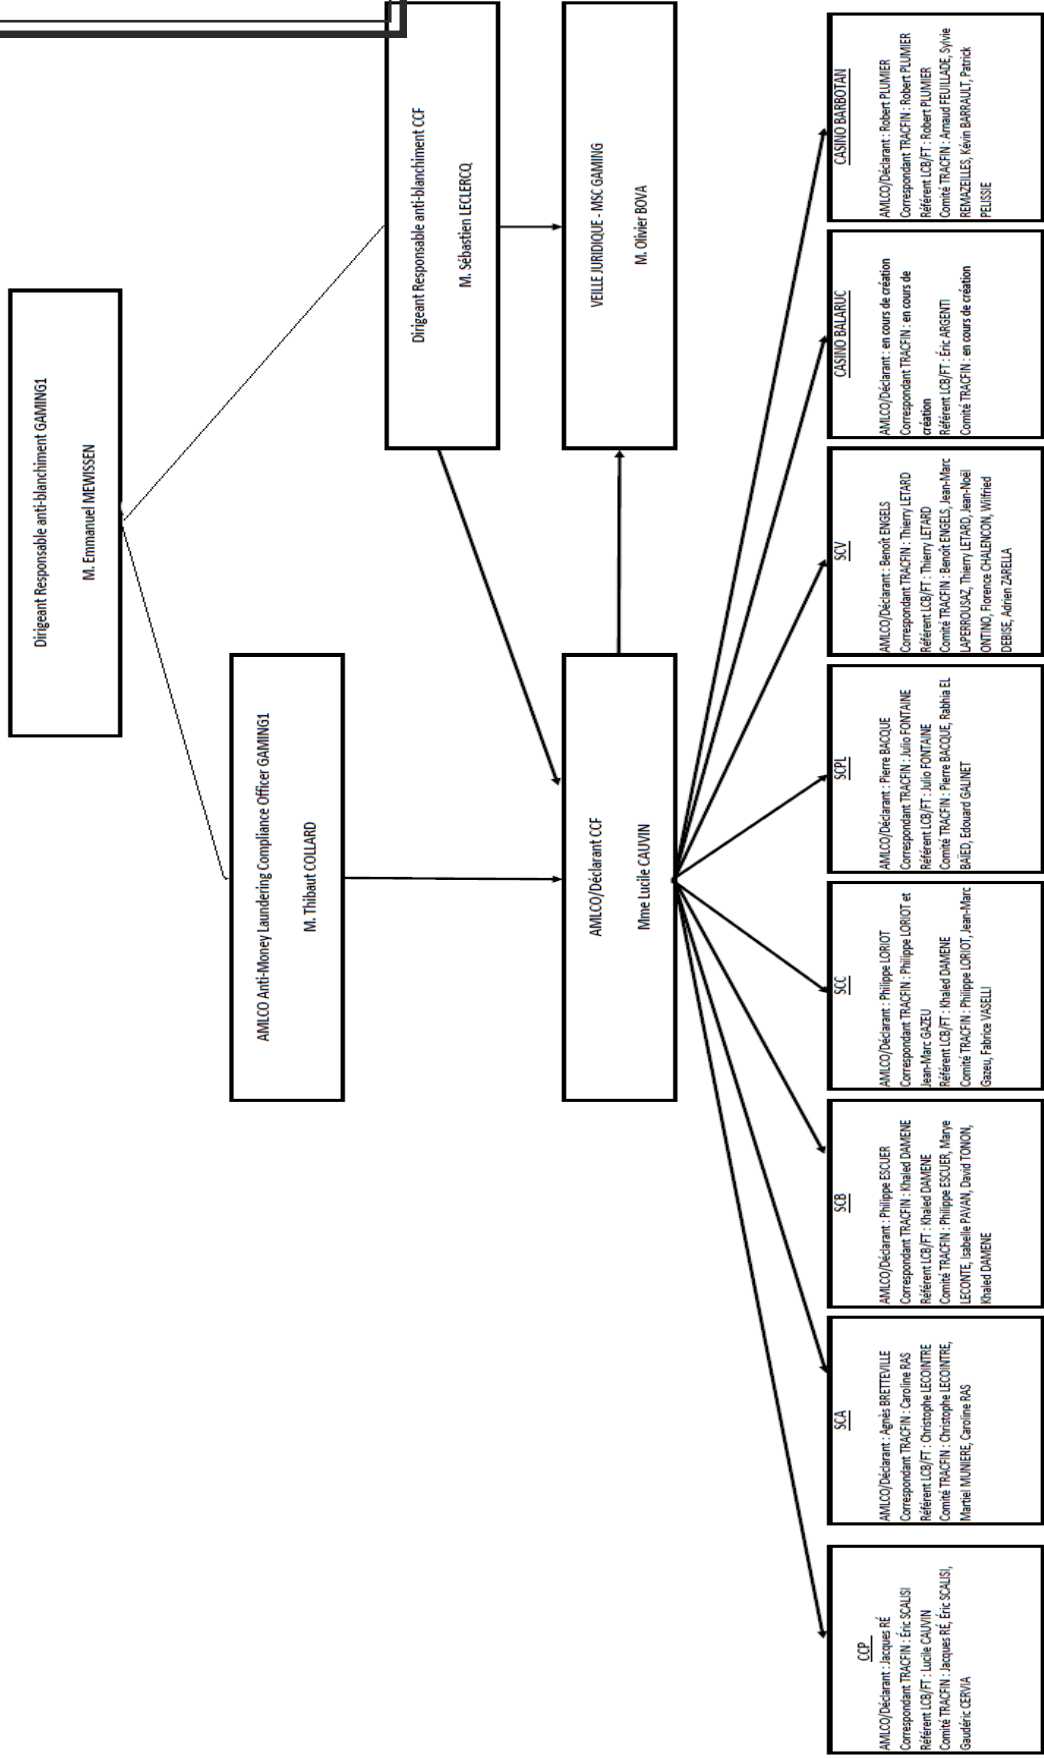 Dirigeant Responsable anti-blanchiment GAMING1
M. Emmanuel MEWISSEN
AMLCO Anti-Money Laundering Compliance Officer GAMING1
M. Thibaut COLLARD
Dirigeant Responsable anti-blanchiment CCF
M. Sébastien LECLERCQ
AMLCO/Déclarant CCF
Mme Lucile CAUVIN
VEILLE JURIDIQUE - MSC GAMING
M. Olivier BOVA
CCP
AMLCO/Déclarant : Jacques RÉ
Correspondant TRACFIN : Éric SCALISI
Référent LCB/FT : Lucile CAUVIN
Comité TRACFIN : Jacques RÉ, Éric SCALISI,
Gaudéric CERVIA
SCA
AMLCO/Déclarant : Agnès BRETTEVILLE
Correspondant TRACFIN : Caroline RAS
Référent LCB/FT : Christophe LECOINTRE
Comité TRACFIN : Christophe LECOINTRE,
Martiel MUNIERE, Caroline RAS
SCB
AMLCO/Déclarant : Philippe ESCUER
Correspondant TRACFIN : Khaled DAMENE
Référent LCB/FT : Khaled DAMENE
Comité TRACFIN : Philippe ESCUER, Marye
LECONTE, Isabelle PAVAN, David TONON,
Khaled DAMENE
SCC
AMLCO/Déclarant : Philippe LORIOT
Correspondant TRACFIN : Philippe LORIOT et
Jean-Marc GAZEU
Référent LCB/FT : Khaled DAMENE
Comité TRACFIN : Philippe LORIOT, Jean-Marc
Gazeu, Fabrice VASELLI
SCPL
AMLCO/Déclarant : Pierre BACQUE
Correspondant TRACFIN : Julio FONTAINE
Référent LCB/FT : Julio FONTAINE
Comité TRACFIN : Pierre BACQUE, Rabhia EL
BAÏED, Edouard GALINET
SCV
AMLCO/Déclarant : Benoît ENGELS
Correspondant TRACFIN : Thierry LETARD
Référent LCB/FT : Thierry LETARD
Comité TRACFIN : Benoît ENGELS, Jean-Marc
LAPERROUSAZ, Thierry LETARD, Jean-Noël
ONTINO, Florence CHALENCON, Wilfried
DEBISE, Adrien ZARELLA
CASINO BALARUC
AMLCO/Déclarant : en cours de création
Correspondant TRACFIN : en cours de
création
Référent LCB/FT : Éric ARGENTI
Comité TRACFIN : en cours de création
CASINO BARBOTAN
AMLCO/Déclarant : Robert PLUMIER
Correspondant TRACFIN : Robert PLUMIER
Référent LCB/FT : Robert PLUMIER
Comité TRACFIN : Arnaud FEUILLADE, Sylvie
REMAZEILLES, Kévin BARRAULT, Patrick
PELISSIE